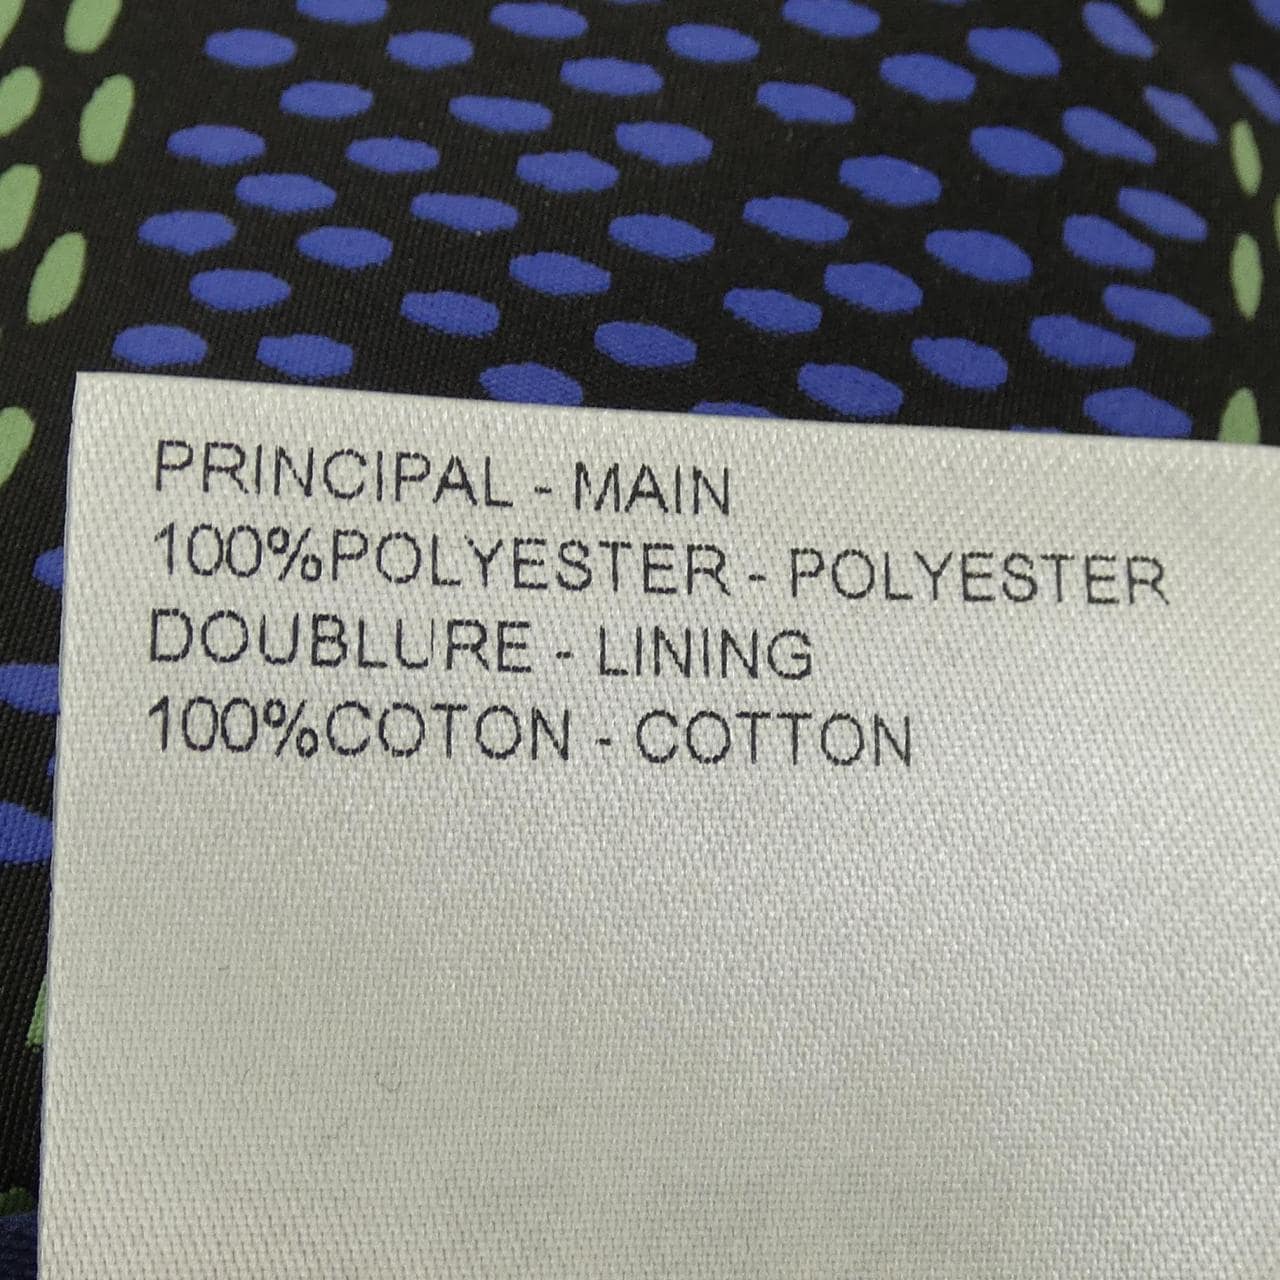 PRINCIPAL - MAIN
100%POLYESTER - POLYESTER
DOUBLURE - LINING
100%COTON - COTTON